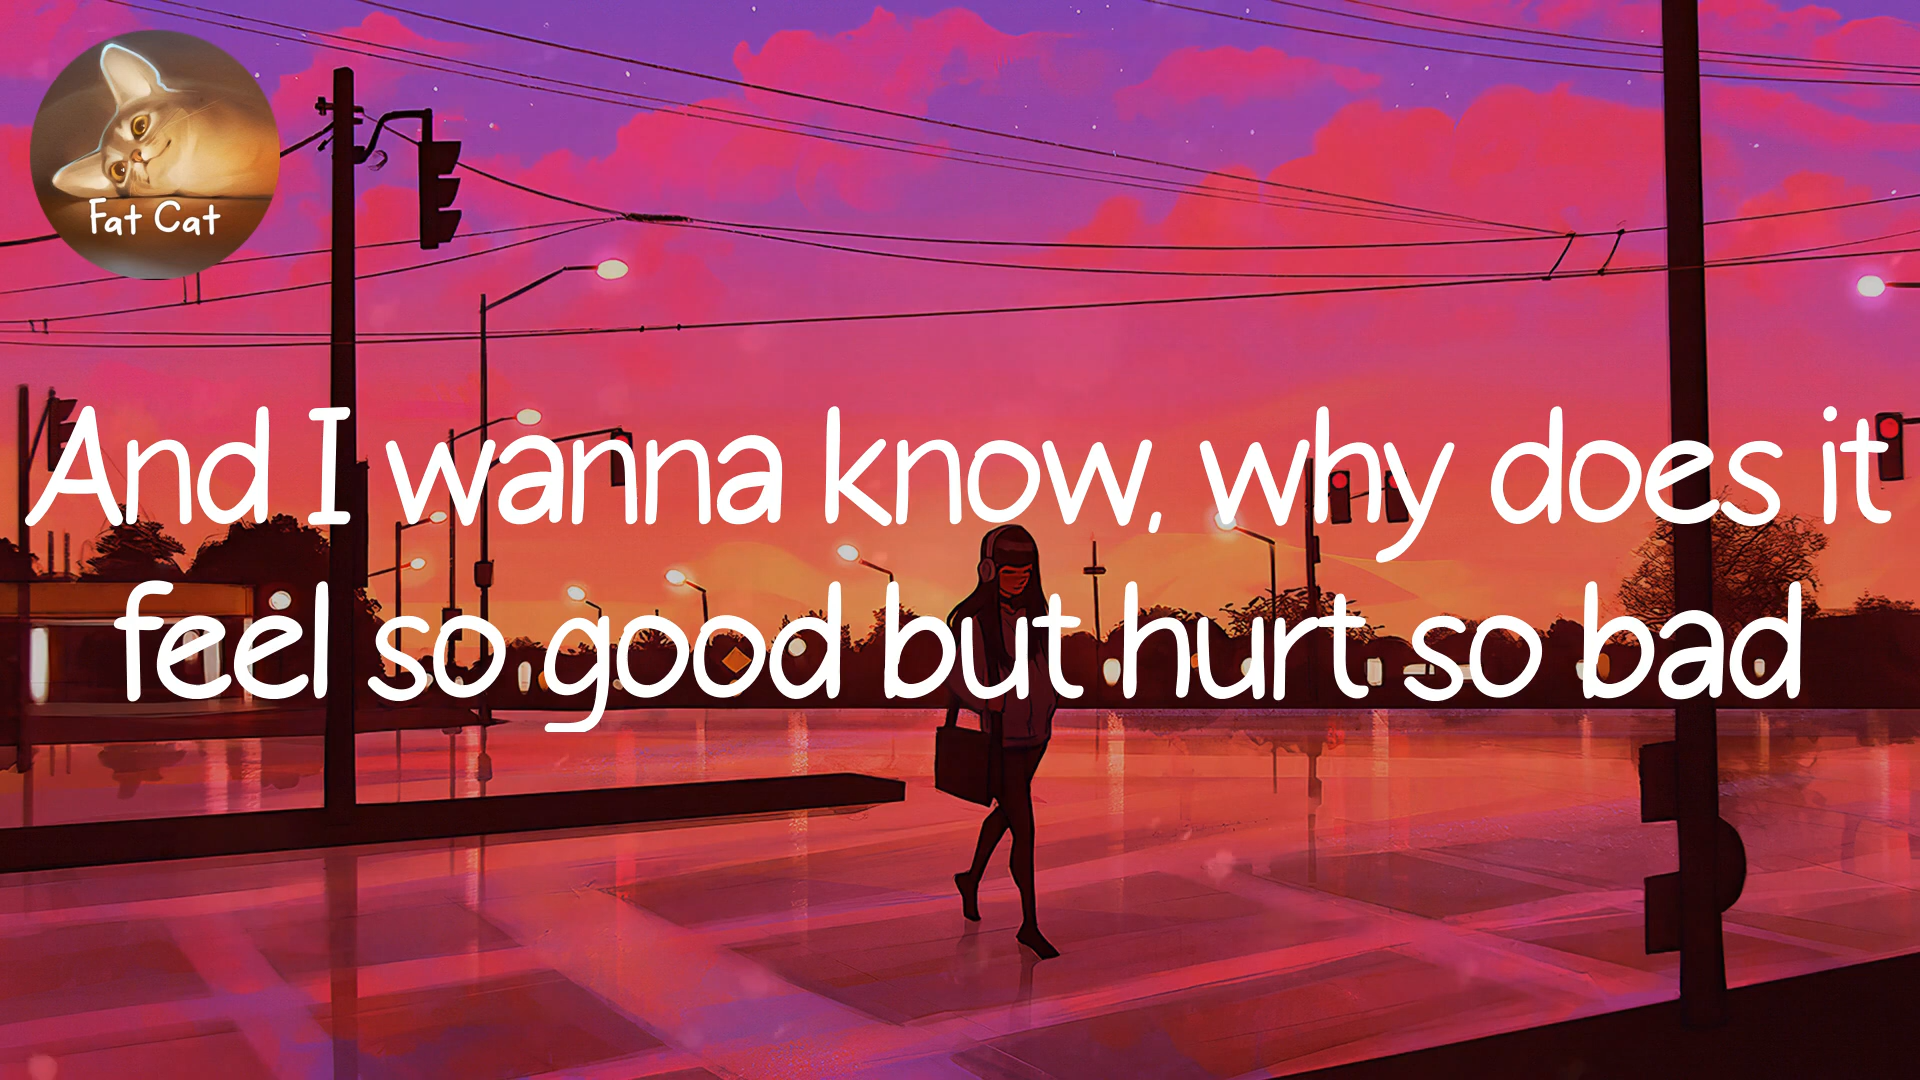 Fat Cat
And I wanna know, why does it
feel so good but hurt so bad